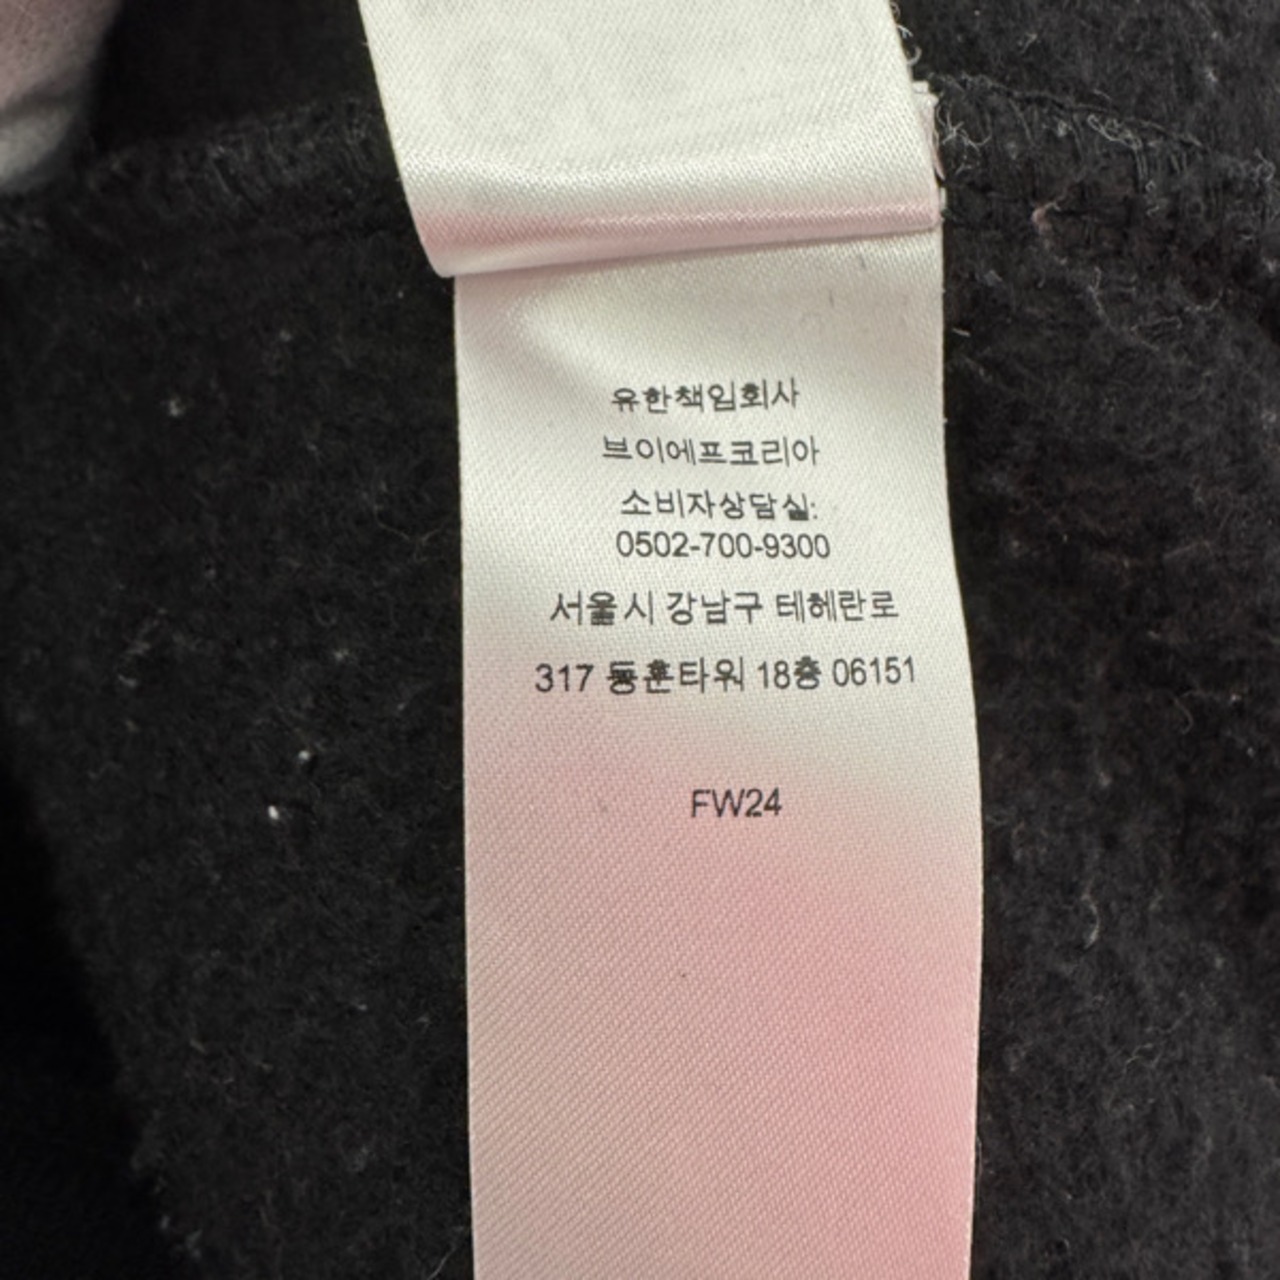 유한책임회사
브이에프코리아
소비자상담실:
0502-700-9300
서울시 강남구 테헤란로
317 동훈타워 18층 06151
FW24